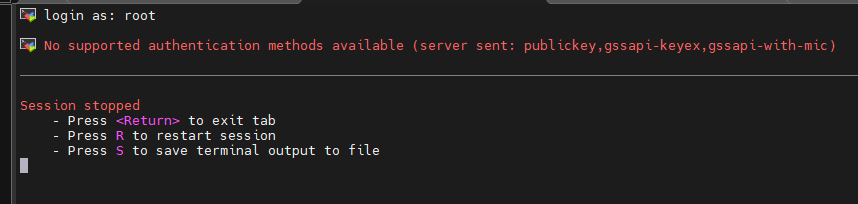 login as: root
No supported authentication methods available (server sent: publickey,gssapi-keyex,gssapi-with-mic)
Session stopped
- Press <Return> to exit tab
- Press R to restart session
- Press S to save terminal output to file